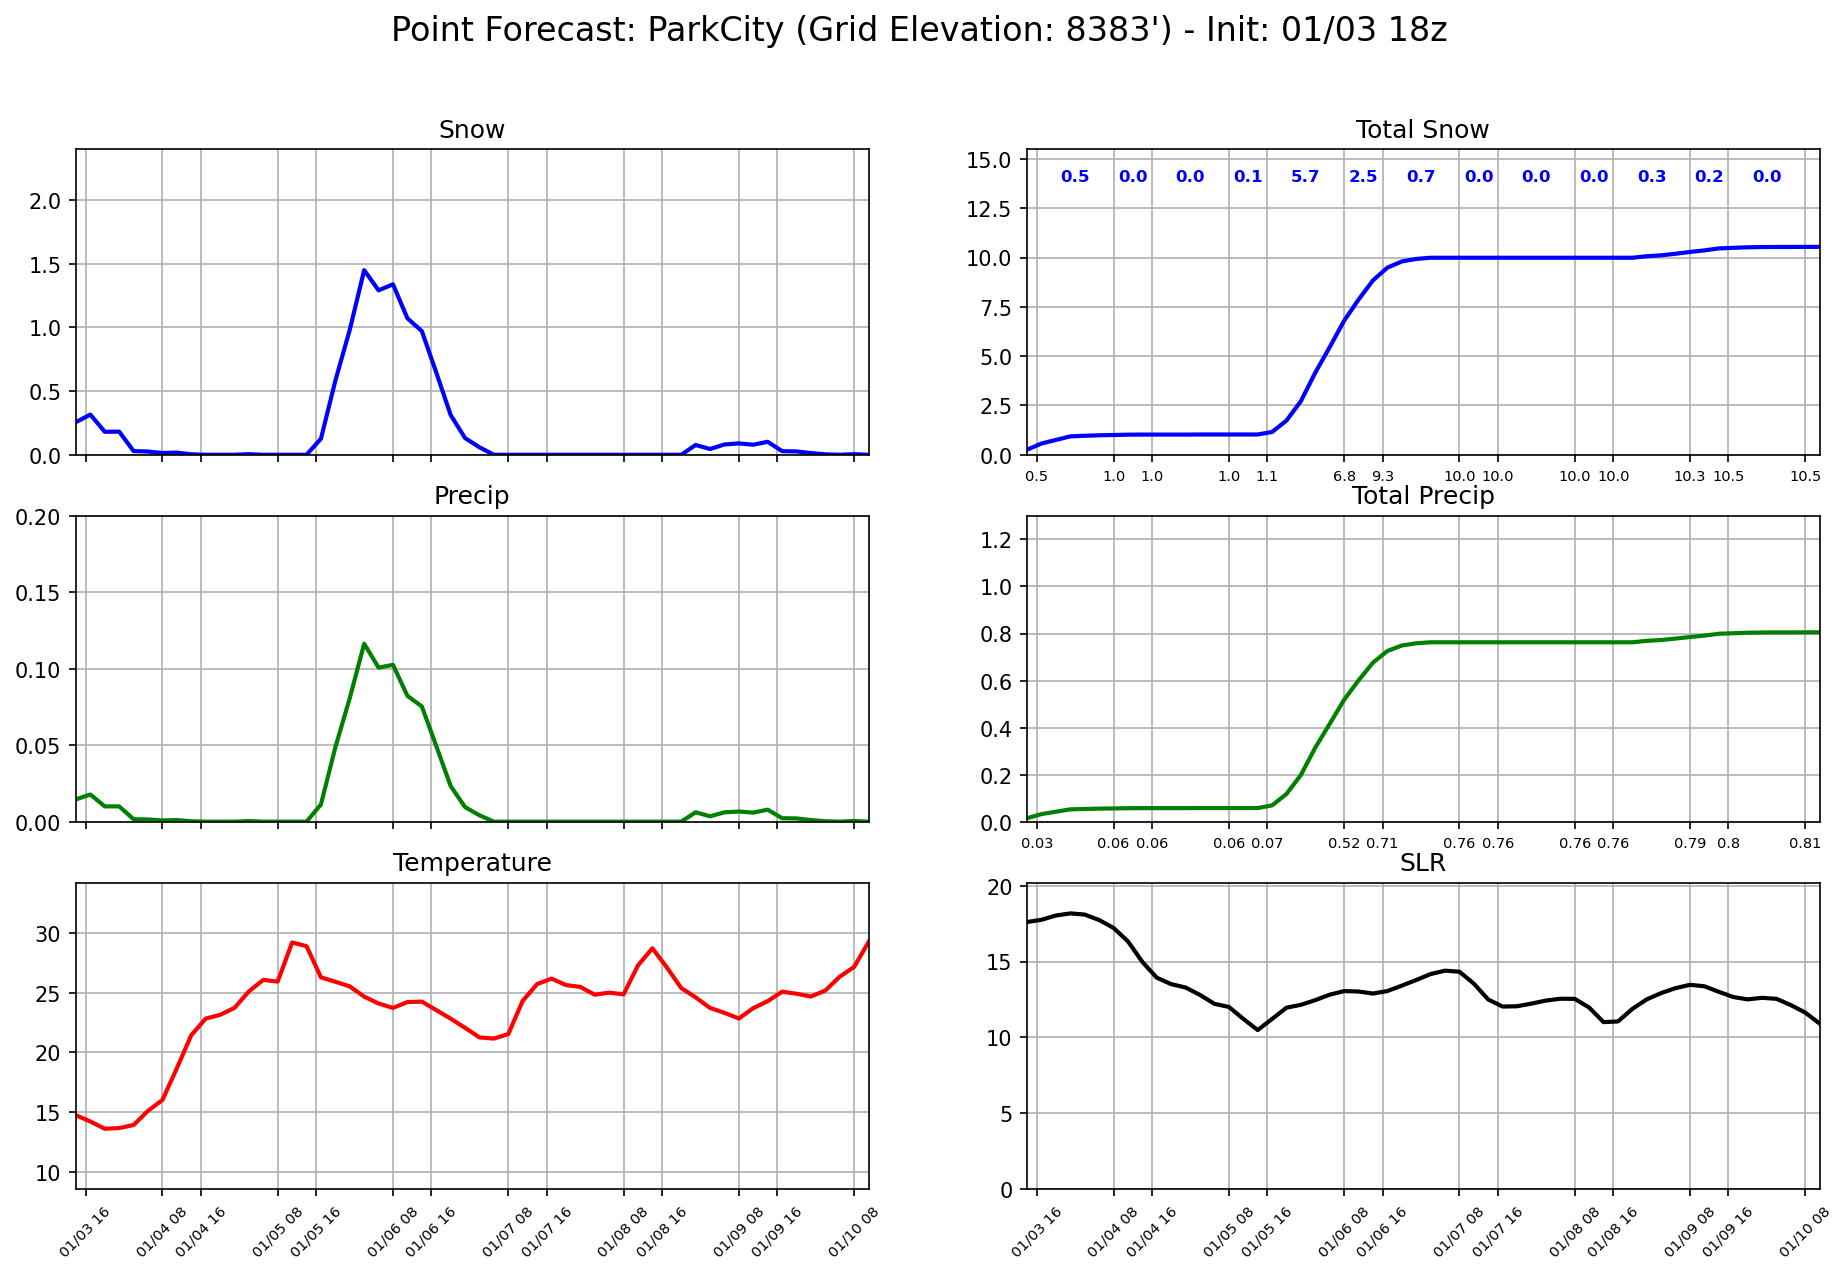 Point Forecast: ParkCity (Grid Elevation: 8383') - Init: 01/03 18z
Snow
2.0
1.5
1.0
0.5
0.0
Total Snow
15.0
12.5
10.0
7.5
5.0
2.5
0.0
0.5 0.0 0.0 0.1 5.7 2.5 0.7 0.0 0.0 0.0 0.3 0.2 0.0
0.5 1.0 1.0 1.0 1.1 6.8 9.3 10.0 10.0 10.0 10.0 10.3 10.5 10.5
Precip
0.20
0.15
0.10
0.05
0.00
Total Precip
1.2
1.0
0.8
0.6
0.4
0.2
0.0
0.03 0.06 0.06 0.06 0.07 0.52 0.71 0.76 0.76 0.76 0.76 0.79 0.8 0.81
Temperature
30
25
20
15
10
01/03 16 01/04 08 01/04 16 01/05 08 01/05 16 01/06 08 01/06 16 01/07 08 01/07 16 01/08 08 01/08 16 01/09 08 01/09 16 01/10 08
SLR
20
15
10
5
0
01/03 16 01/04 08 01/04 16 01/05 08 01/05 16 01/06 08 01/06 16 01/07 08 01/07 16 01/08 08 01/08 16 01/09 08 01/09 16 01/10 08